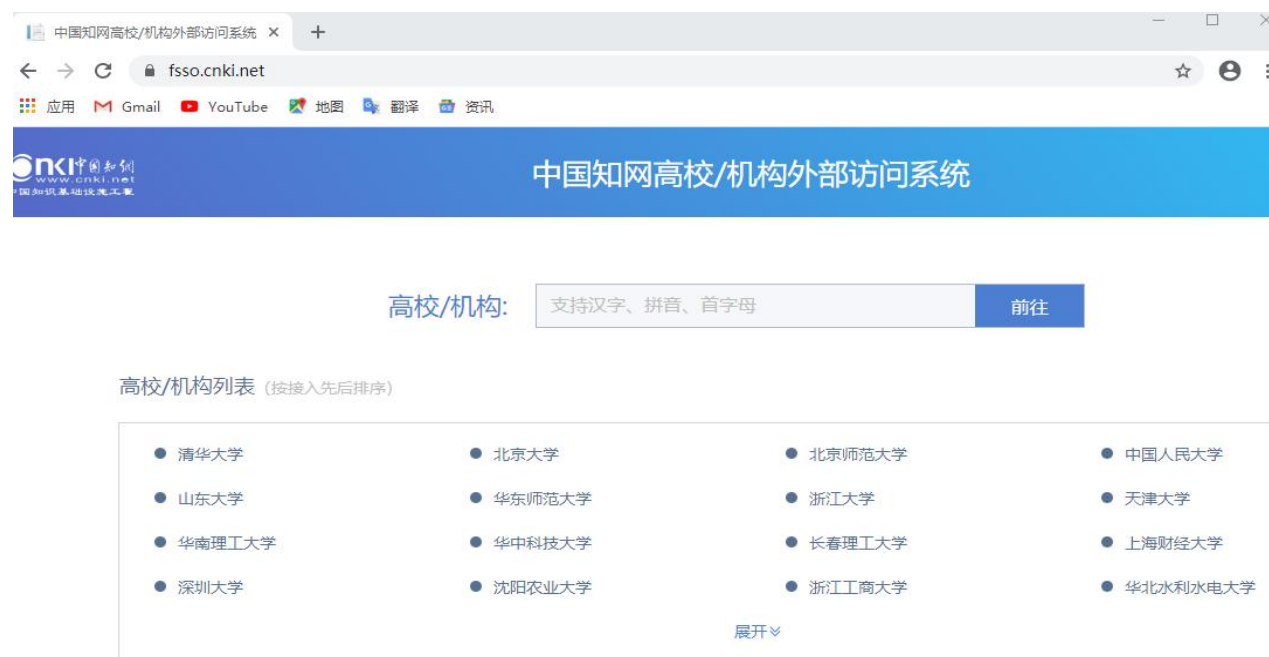 中国知网高校/机构外部访问系统
fsso.cnki.net
应用 Gmail YouTube 地图 翻译 资讯
cnki 中国知网
www.cnki.net
中国知识基础设施工程
中国知网高校/机构外部访问系统
高校/机构: 支持汉字、拼音、首字母 前往
高校/机构列表 (按接入先后排序)
清华大学 北京大学 北京师范大学 中国人民大学
山东大学 华东师范大学 浙江大学 天津大学
华南理工大学 华中科技大学 长春理工大学 上海财经大学
深圳大学 沈阳农业大学 浙江工商大学 华北水利水电大学
展开